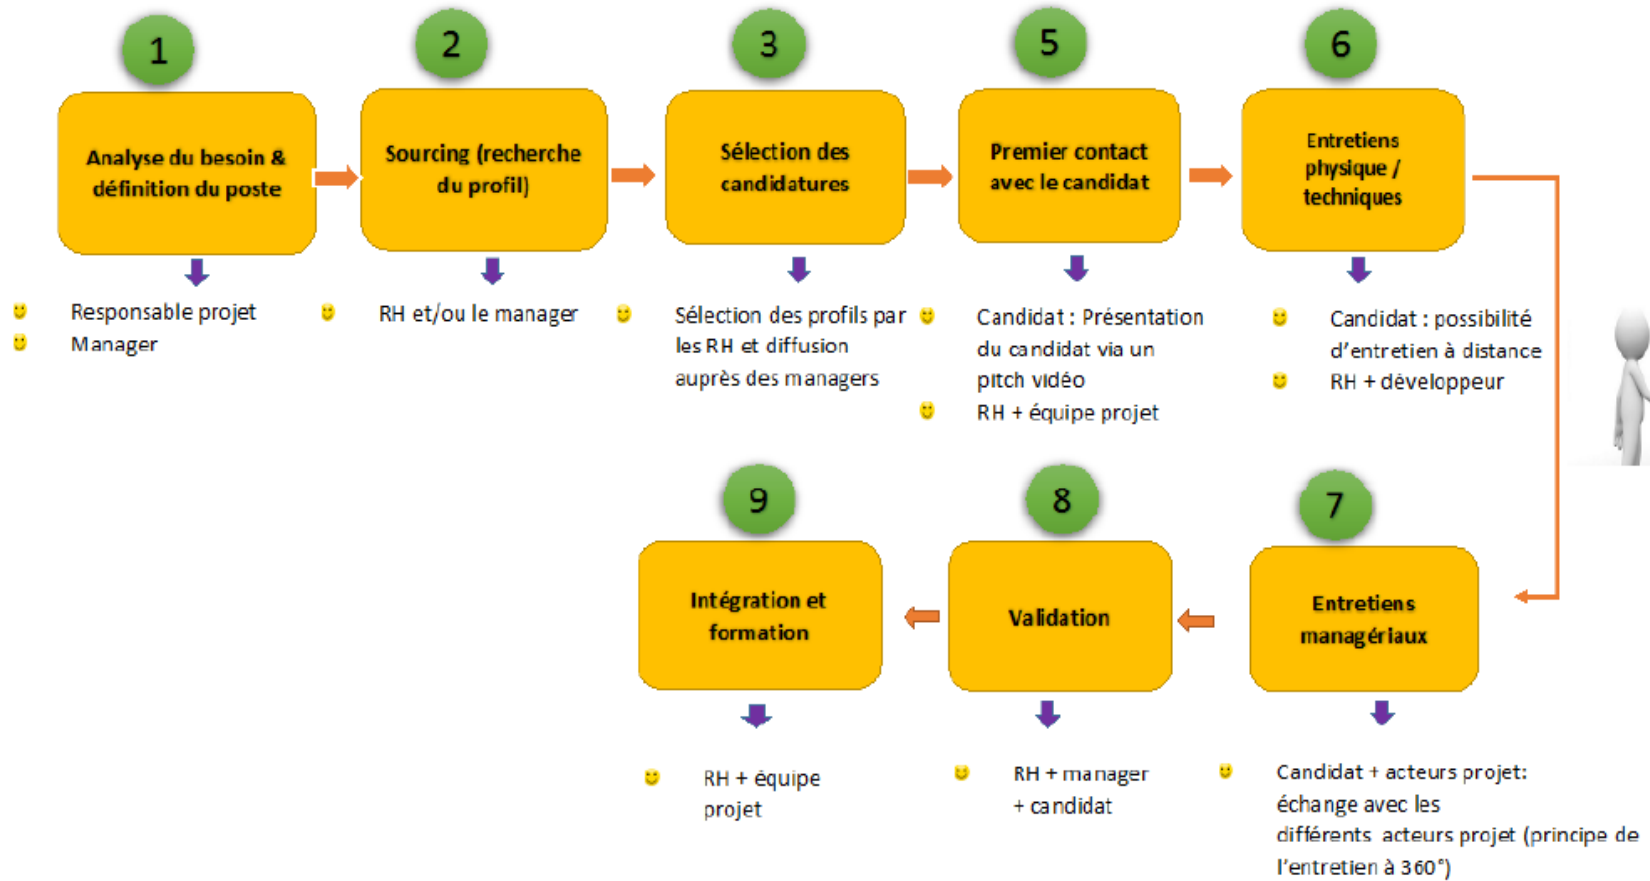 1
Analyse du besoin &
définition du poste
Responsable projet
Manager
2
Sourcing (recherche
du profil)
RH et/ou le manager
3
Sélection des
candidatures
Sélection des profils par
les RH et diffusion
auprès des managers
5
Premier contact
avec le candidat
Candidat : Présentation
du candidat via un
pitch vidéo
RH + équipe projet
6
Entretiens
physique /
techniques
Candidat : possibilité
d'entretien à distance
RH + développeur
7
Entretiens
managériaux
Candidat + acteurs projet:
échange avec les
différents acteurs projet (principe de
l'entretien à 360°)
8
Validation
RH + manager
+ candidat
9
Intégration et
formation
RH + équipe
projet